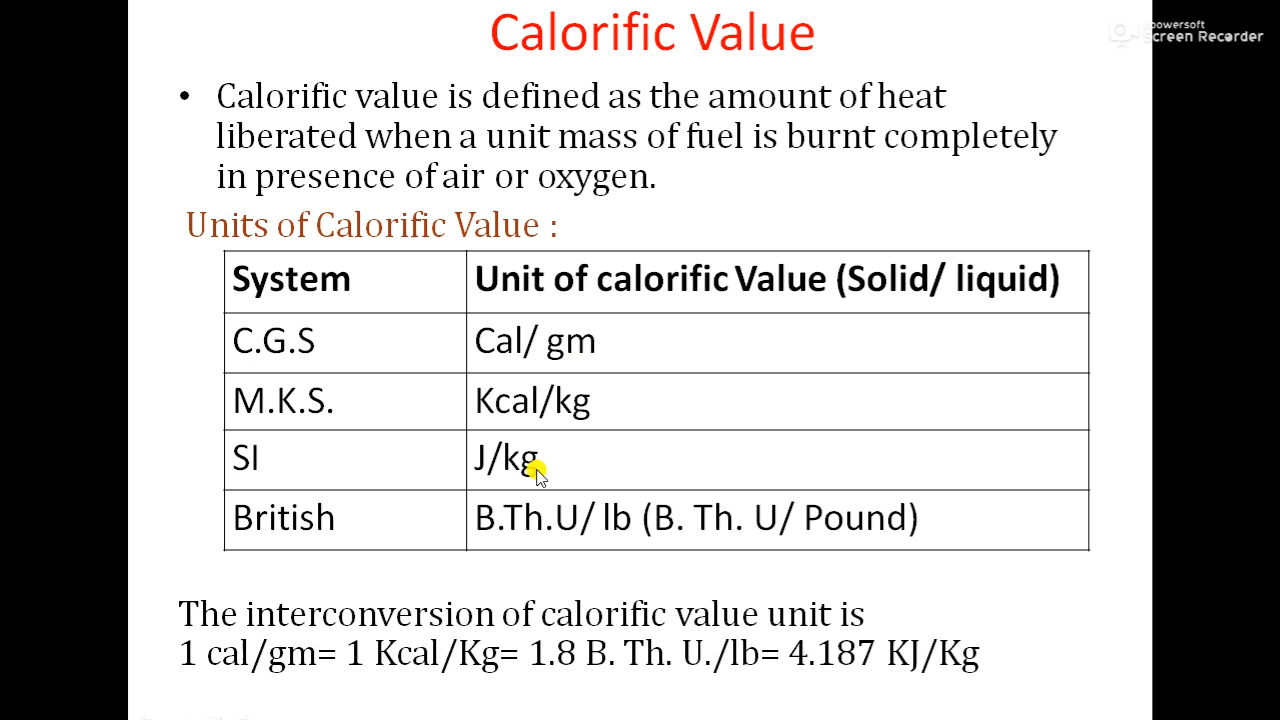 Calorific Value
• Calorific value is defined as the amount of heat
liberated when a unit mass of fuel is burnt completely
in presence of air or oxygen.
Units of Calorific Value :
System Unit of calorific Value (Solid/ liquid)
C.G.S Cal/ gm
M.K.S. Kcal/kg
SI J/kg
British B.Th.U/ lb (B. Th. U/ Pound)
The interconversion of calorific value unit is
1 cal/gm= 1 Kcal/Kg= 1.8 B. Th. U./lb= 4.187 KJ/Kg
Screen Recorder